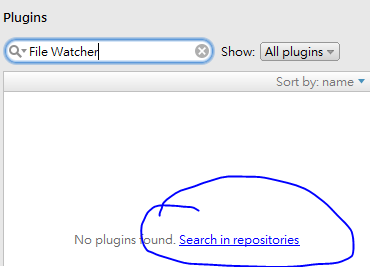 Plugins
File Watcher Show: All plugins
Sort by: name
No plugins found. Search in repositories